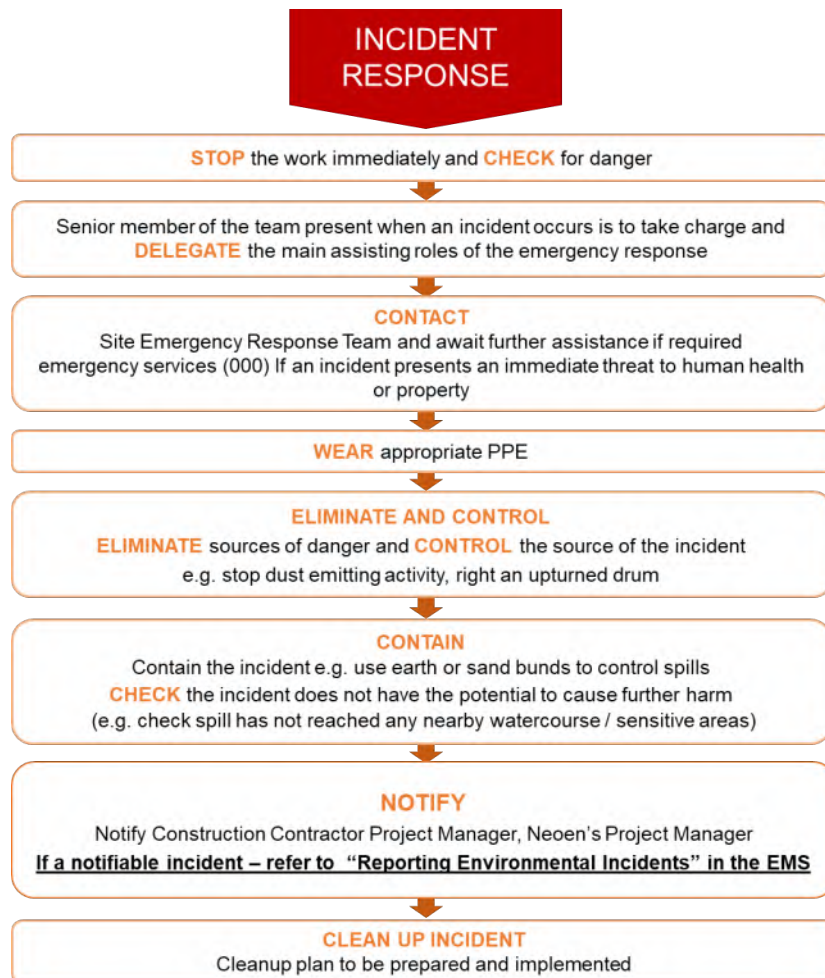 INCIDENT
RESPONSE
STOP the work immediately and CHECK for danger
Senior member of the team present when an incident occurs is to take charge and
DELEGATE the main assisting roles of the emergency response
CONTACT
Site Emergency Response Team and await further assistance if required
emergency services (000) If an incident presents an immediate threat to human health
or property
WEAR appropriate PPE
ELIMINATE AND CONTROL
ELIMINATE sources of danger and CONTROL the source of the incident
e.g. stop dust emitting activity, right an upturned drum
CONTAIN
Contain the incident e.g. use earth or sand bunds to control spills
CHECK the incident does not have the potential to cause further harm
(e.g. check spill has not reached any nearby watercourse / sensitive areas)
NOTIFY
Notify Construction Contractor Project Manager, Neoen's Project Manager
If a notifiable incident – refer to "Reporting Environmental Incidents" in the EMS
CLEAN UP INCIDENT
Cleanup plan to be prepared and implemented